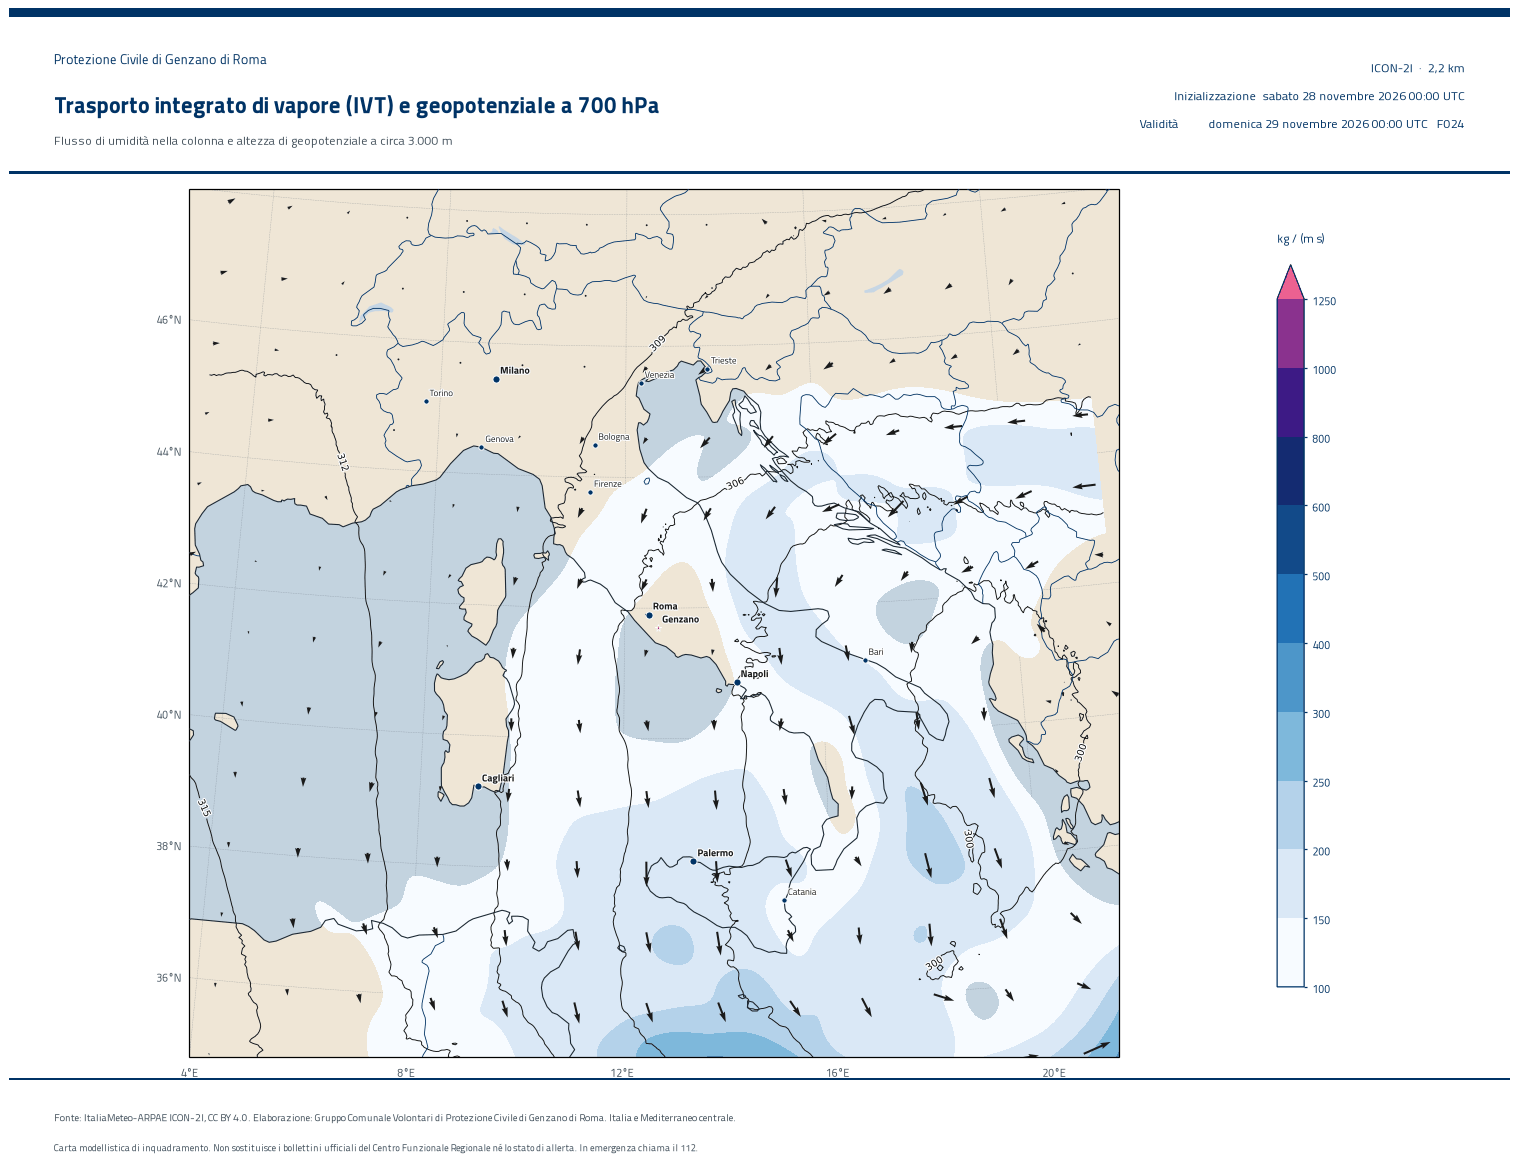 Protezione Civile di Genzano di Roma
Trasporto integrato di vapore (IVT) e geopotenziale a 700 hPa
Flusso di umidità nella colonna e altezza di geopotenziale a circa 3.000 m
ICON-2I · 2,2 km
Inizializzazione sabato 28 novembre 2026 00:00 UTC
Validità domenica 29 novembre 2026 00:00 UTC F024
kg / (m s)
1250
1000
800
600
500
400
300
250
200
150
100
46°N
44°N
42°N
40°N
38°N
36°N
4°E
8°E
12°E
16°E
20°E
309
Trieste
Venezia
Milano
Torino
Genova
Bologna
312
Firenze
306
Roma
Genzano
Bari
Napoli
300
Cagliari
315
300
Palermo
Catania
300
Fonte: ItaliaMeteo-ARPAE ICON-2I, CC BY 4.0. Elaborazione: Gruppo Comunale Volontari di Protezione Civile di Genzano di Roma. Italia e Mediterraneo centrale.
Carta modellistica di inquadramento. Non sostituisce i bollettini ufficiali del Centro Funzionale Regionale né lo stato di allerta. In emergenza chiama il 112.